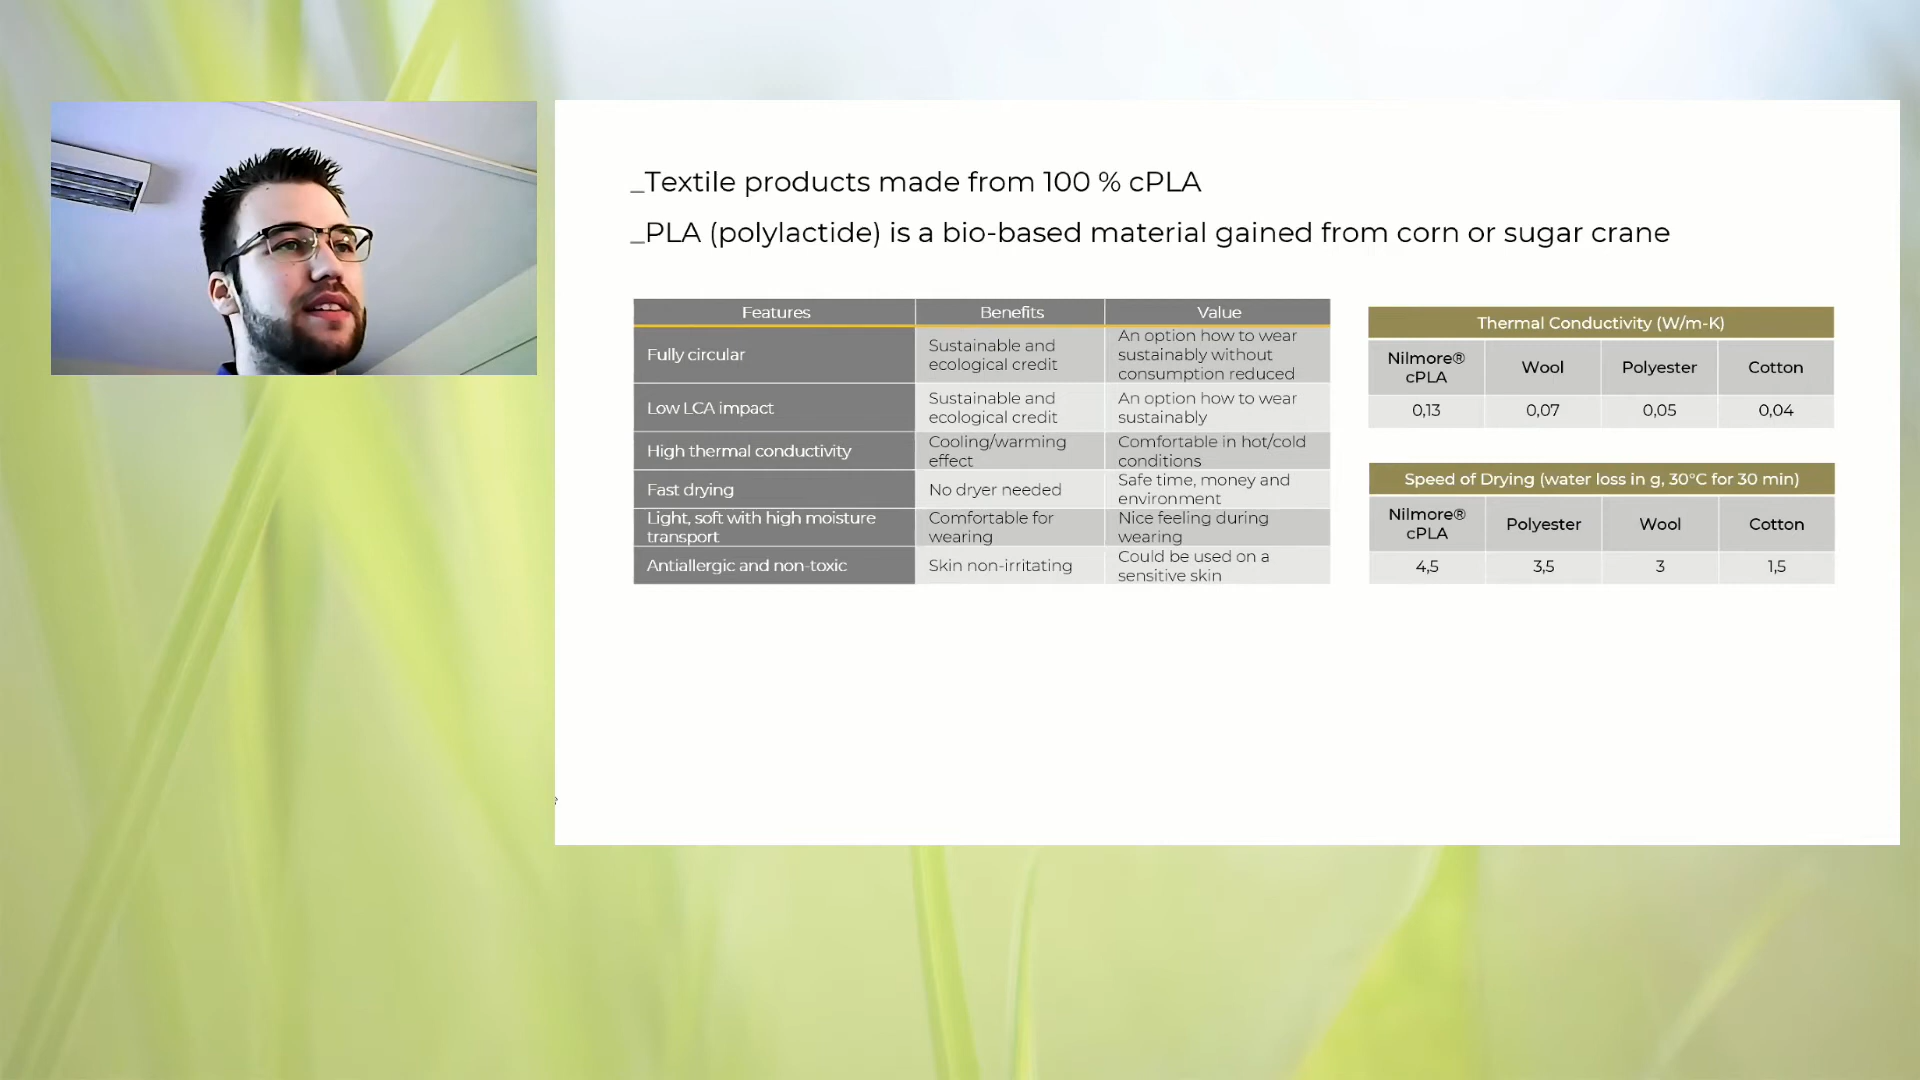 _Textile products made from 100 % cPLA
_PLA (polylactide) is a bio-based material gained from corn or sugar crane
Features Benefits Value
Fully circular
Sustainable and
ecological credit
An option how to wear
sustainably without
consumption reduced
Low LCA impact
Sustainable and
ecological credit
An option how to wear
sustainably
High thermal conductivity
Cooling/warming
effect
Comfortable in hot/cold
conditions
Fast drying
No dryer needed
Safe time, money and
environment
Light, soft with high moisture
transport
Comfortable for
wearing
Nice feeling during
wearing
Antiallergic and non-toxic
Skin non-irritating
Could be used on a
sensitive skin
Thermal Conductivity (W/m-K)
Nilmore®
cPLA
Wool
Polyester
Cotton
0,13 0,07 0,05 0,04
Speed of Drying (water loss in g, 30°C for 30 min)
Nilmore®
cPLA
Polyester
Wool
Cotton
4,5 3,5 3 1,5